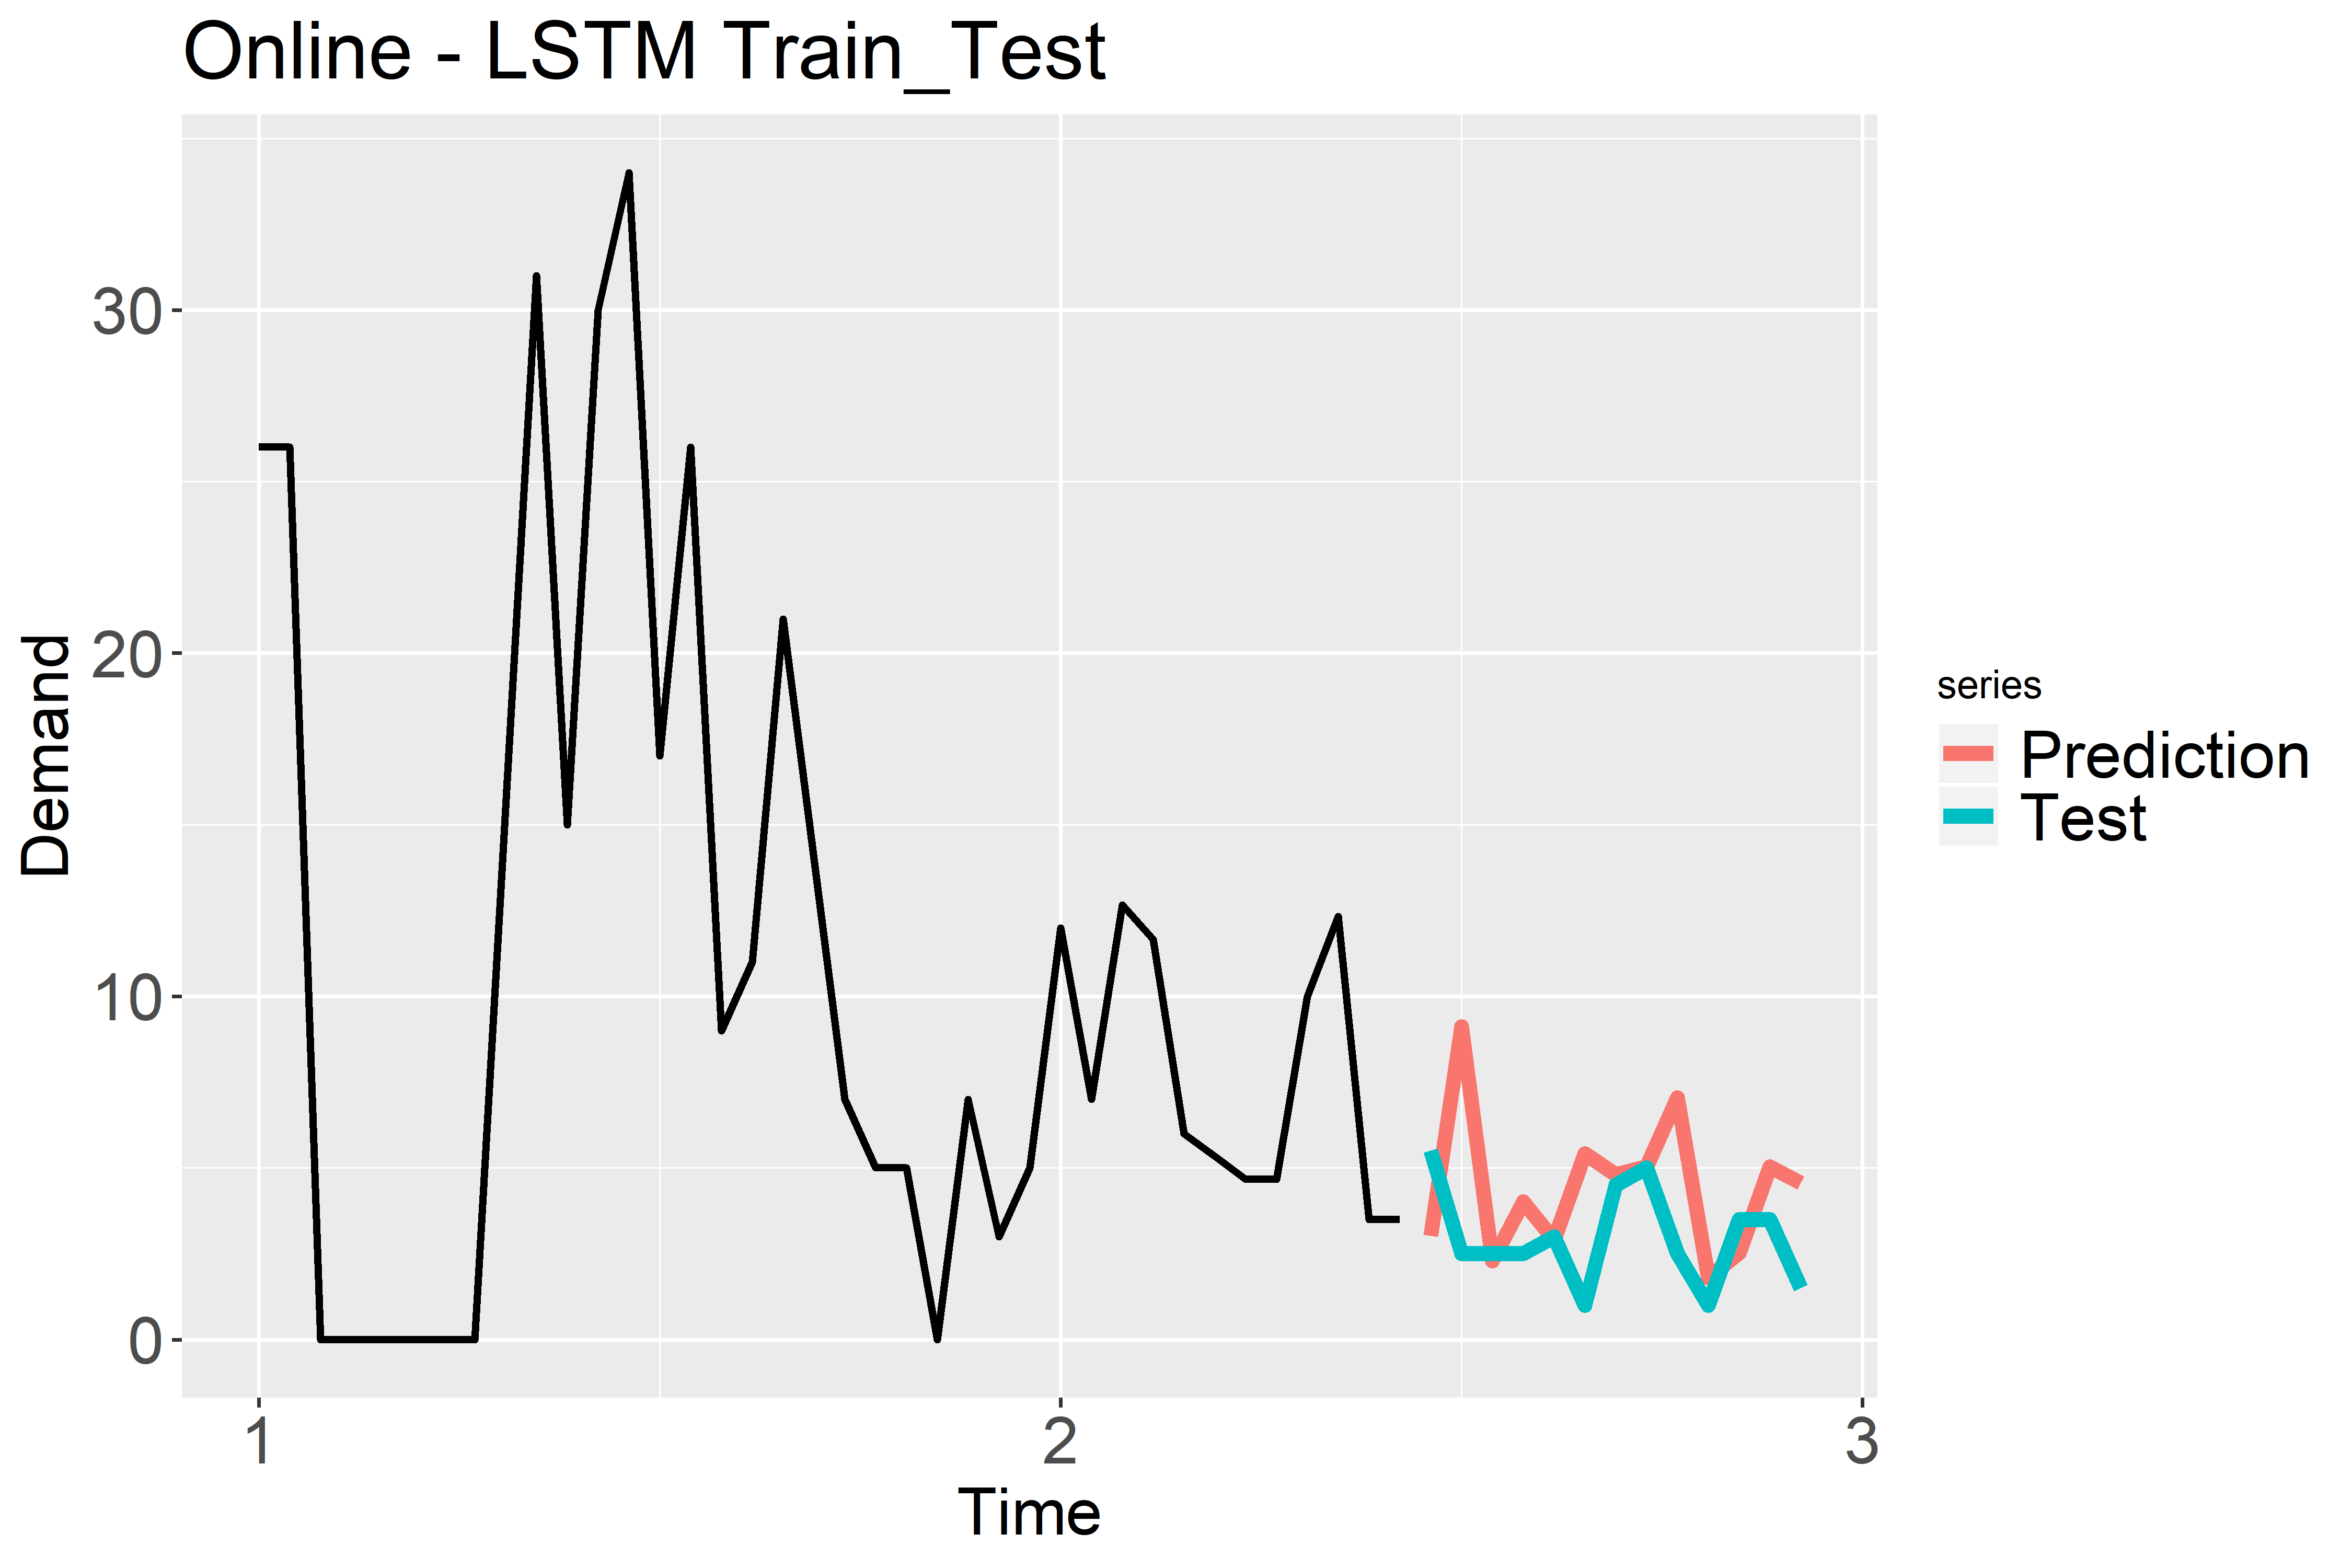 Online - LSTM Train_Test
30
20
10
0
Demand
1
2
3
Time
series
Prediction
Test